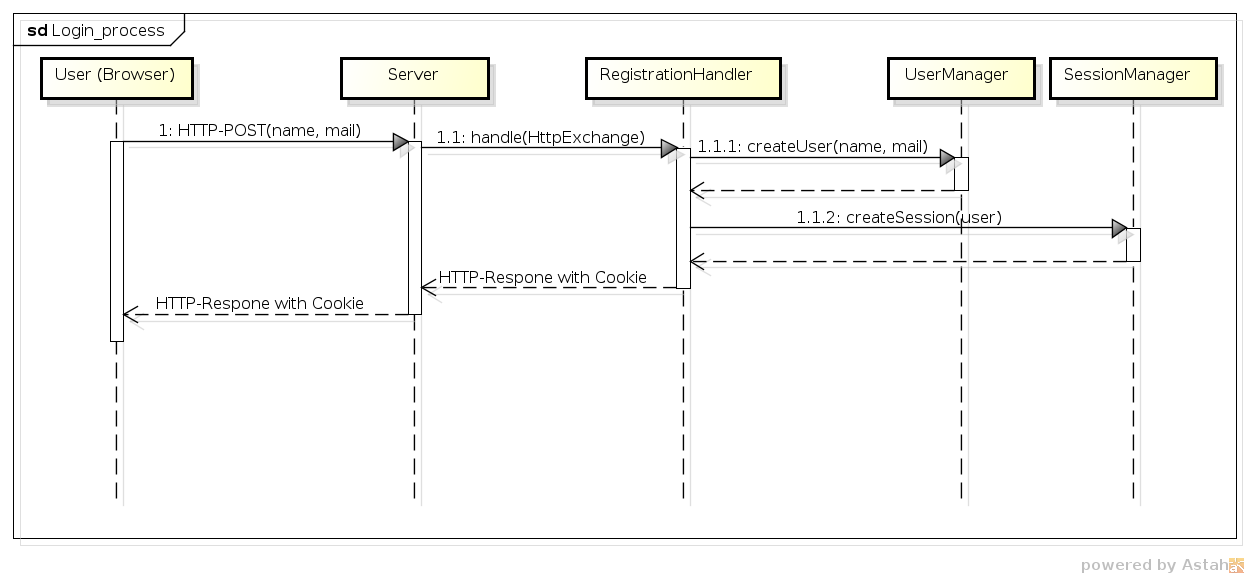 sd Login_process
User (Browser)
Server
RegistrationHandler
UserManager
SessionManager
1: HTTP-POST(name, mail)
1.1: handle(HttpExchange)
1.1.1: createUser(name, mail)
1.1.2: createSession(user)
HTTP-Respone with Cookie
HTTP-Respone with Cookie
powered by Astah